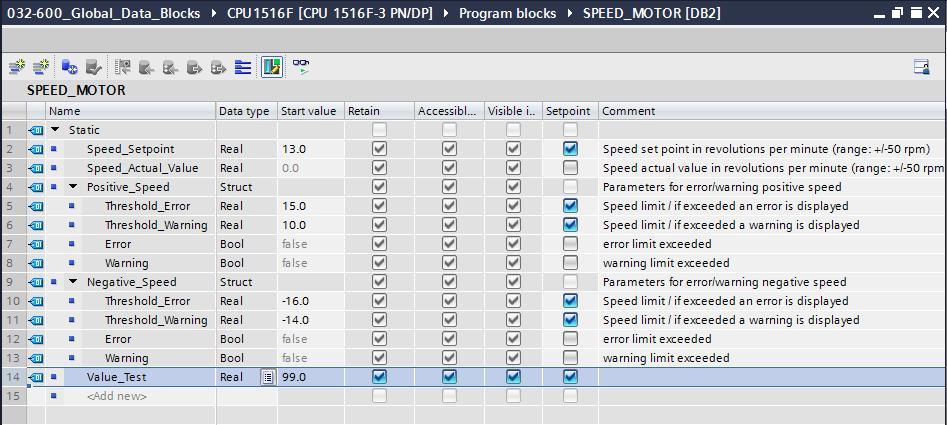 032-600_Global_Data_Blocks CPU1516F [CPU 1516F-3 PN/DP] Program blocks SPEED_MOTOR [DB2]
SPEED_MOTOR
Name Data type Start value Retain Accessibl... Visible i.. Setpoint Comment
1 Static
2 Speed_Setpoint Real 13.0 Speed set point in revolutions per minute (range: +/-50 rpm)
3 Speed_Actual_Value Real 0.0 Speed actual value in revolutions per minute (range: +/-50 rpm
4 Positive_Speed Struct Parameters for error/warning positive speed
5 Threshold_Error Real 15.0 Speed limit / if exceeded an error is displayed
6 Threshold_Warning Real 10.0 Speed limit / if exceeded a warning is displayed
7 Error Bool false error limit exceeded
8 Warning Bool false warning limit exceeded
9 Negative_Speed Struct Parameters for error/warning negative speed
10 Threshold_Error Real -16.0 Speed limit / if exceeded an error is displayed
11 Threshold_Warning Real -14.0 Speed limit / if exceeded a warning is displayed
12 Error Bool false error limit exceeded
13 Warning Bool false warning limit exceeded
14 Value_Test Real 99.0
15 <Add new>